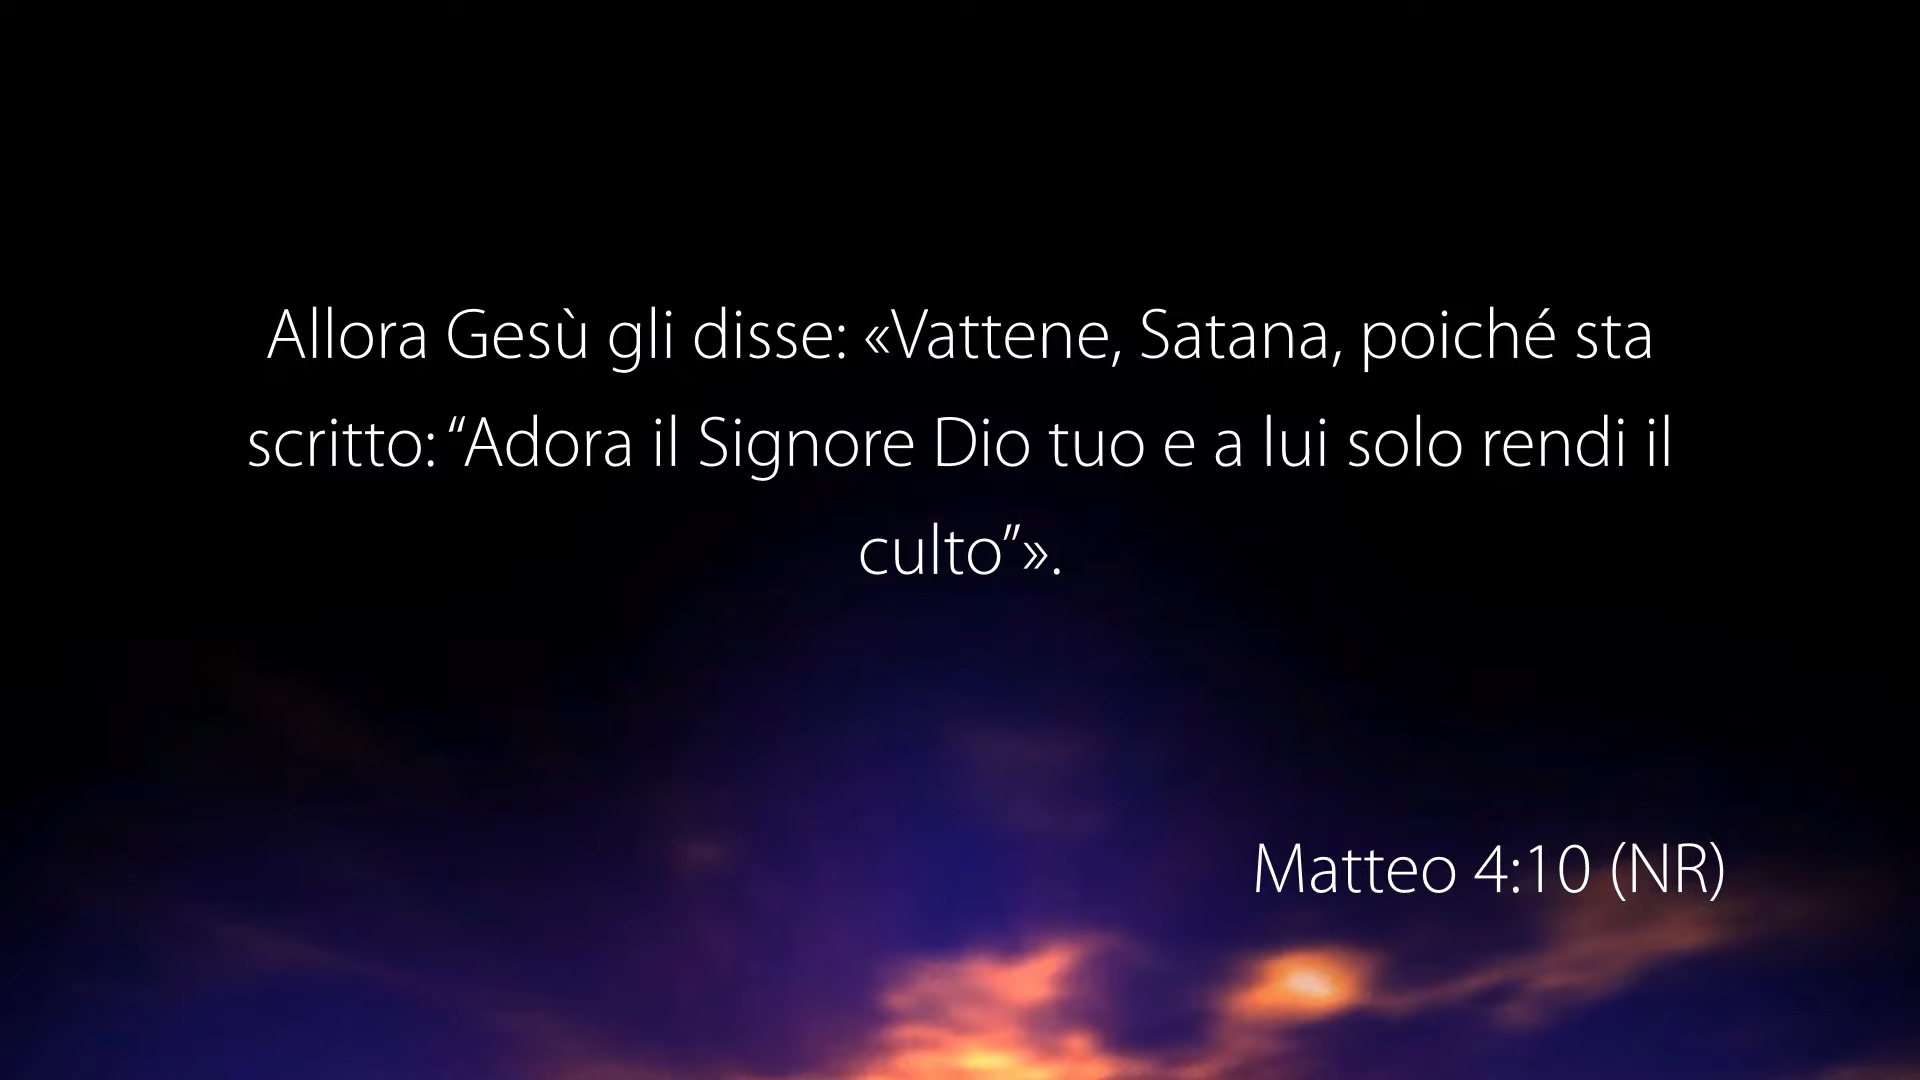 Allora Gesù gli disse: «Vattene, Satana, poiché sta
scritto: “Adora il Signore Dio tuo e a lui solo rendi il
culto”».
Matteo 4:10 (NR)